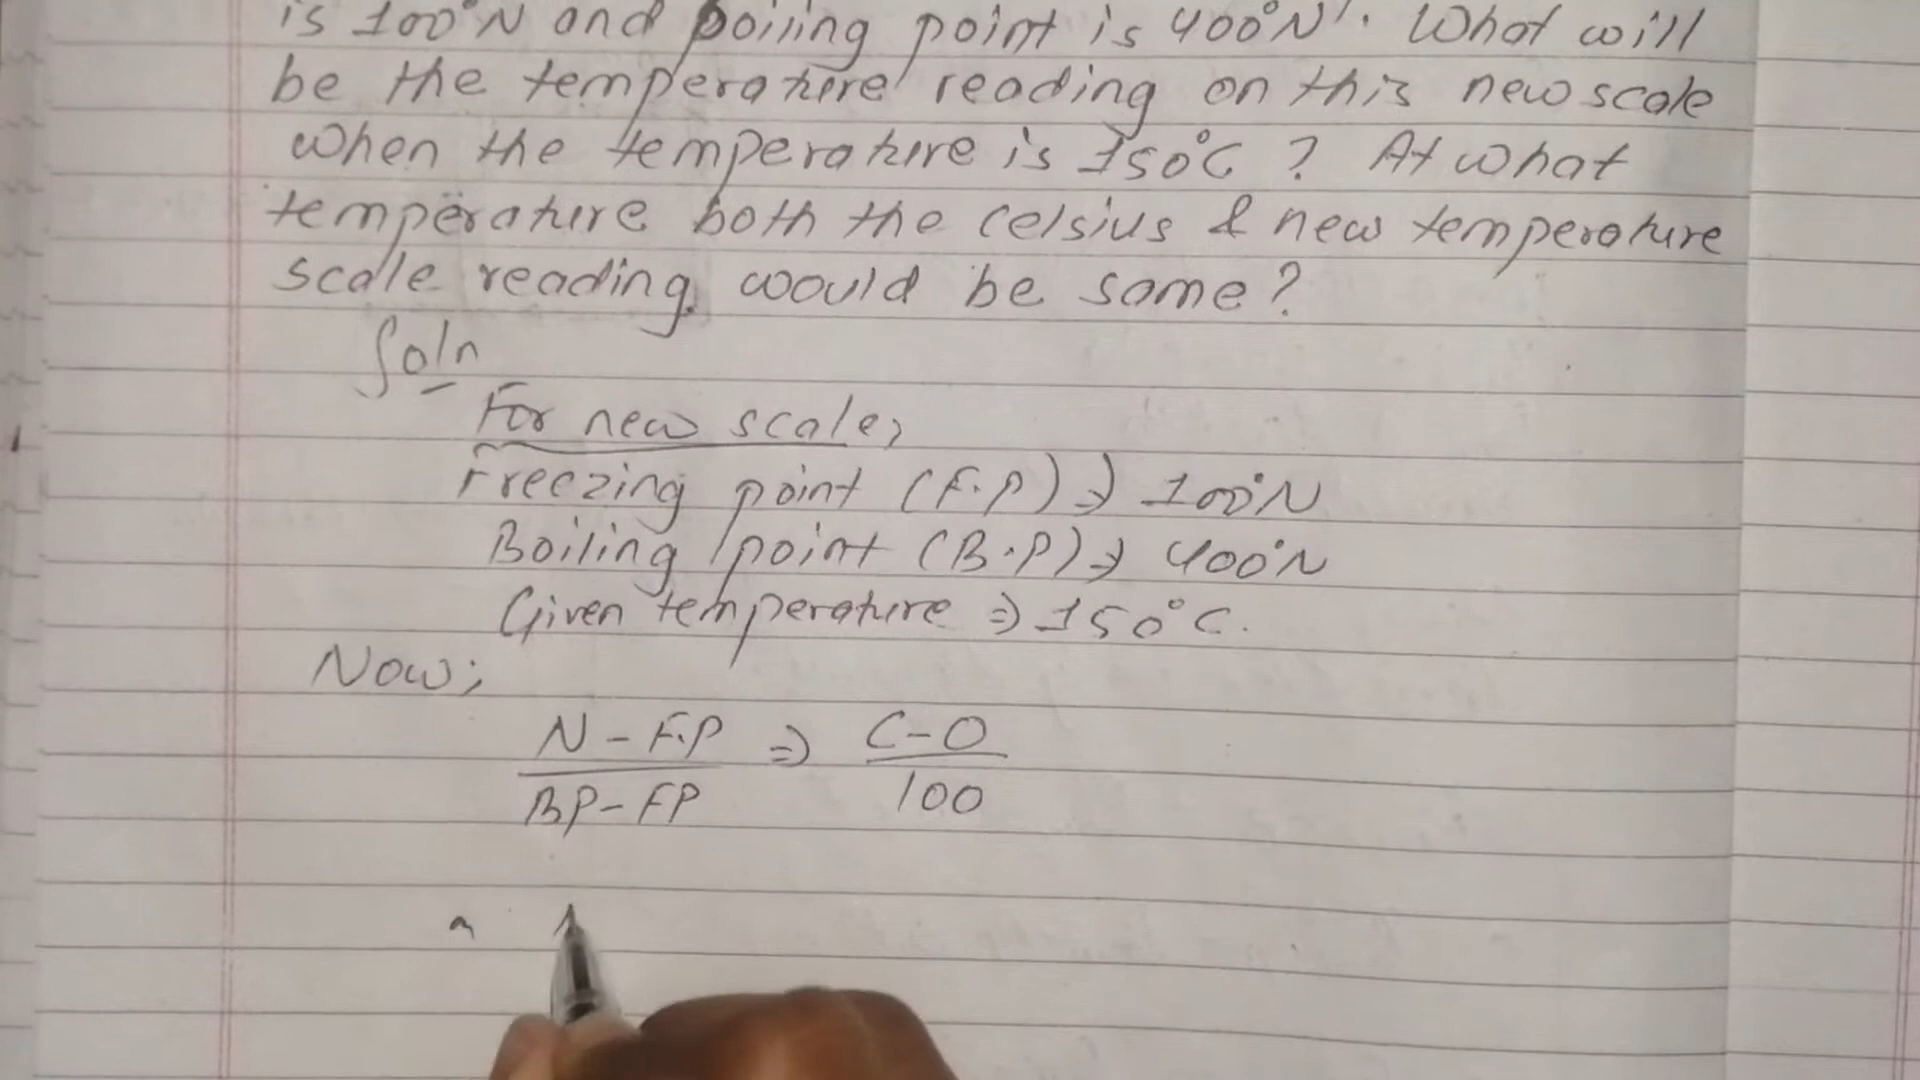 is 100°N and boiling point is 400°N'. What will
be the temperature reading on this new scale
when the temperature is 150°C ? At what
temperature both the celsius & new temperature
scale reading would be same?
Soln
For new scale,
Freezing point (F.P) ⇒ 100°N
Boiling point (B.P) ⇒ 400°N
Given temperature ⇒ 150°C.
Now;
N - F.P ⇒ C - 0
BP - FP 100